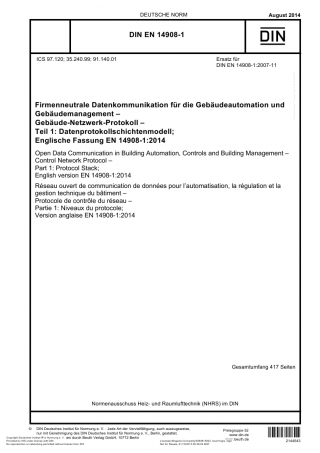 DEUTSCHE NORM
August 2014
DIN EN 14908-1
DIN
ICS 97.120; 35.240.99; 91.140.01
Ersatz für
DIN EN 14908-1:2007-11
Firmenneutrale Datenkommunikation für die Gebäudeautomation und
Gebäudemanagement –
Gebäude-Netzwerk-Protokoll –
Teil 1: Datenprotokollschichtenmodell;
Englische Fassung EN 14908-1:2014
Open Data Communication in Building Automation, Controls and Building Management –
Control Network Protocol –
Part 1: Protocol Stack;
English version EN 14908-1:2014
Réseau ouvert de communication de données pour l’automatisation, la régulation et la
gestion technique du bâtiment –
Protocole de contrôle du réseau –
Partie 1: Niveaux du protocole;
Version anglaise EN 14908-1:2014
Gesamtumfang 417 Seiten
Normenausschuss Heiz- und Raumlufttechnik (NHRS) im DIN
© DIN Deutsches Institut für Normung e. V. · Jede Art der Vervielfältigung, auch auszugsweise,
nur mit Genehmigung des DIN Deutsches Institut für Normung e. V., Berlin, gestattet.
durch Beuth Verlag GmbH, 10772 Berlin
Preisgruppe 62
www.din.de
www.beuth.de